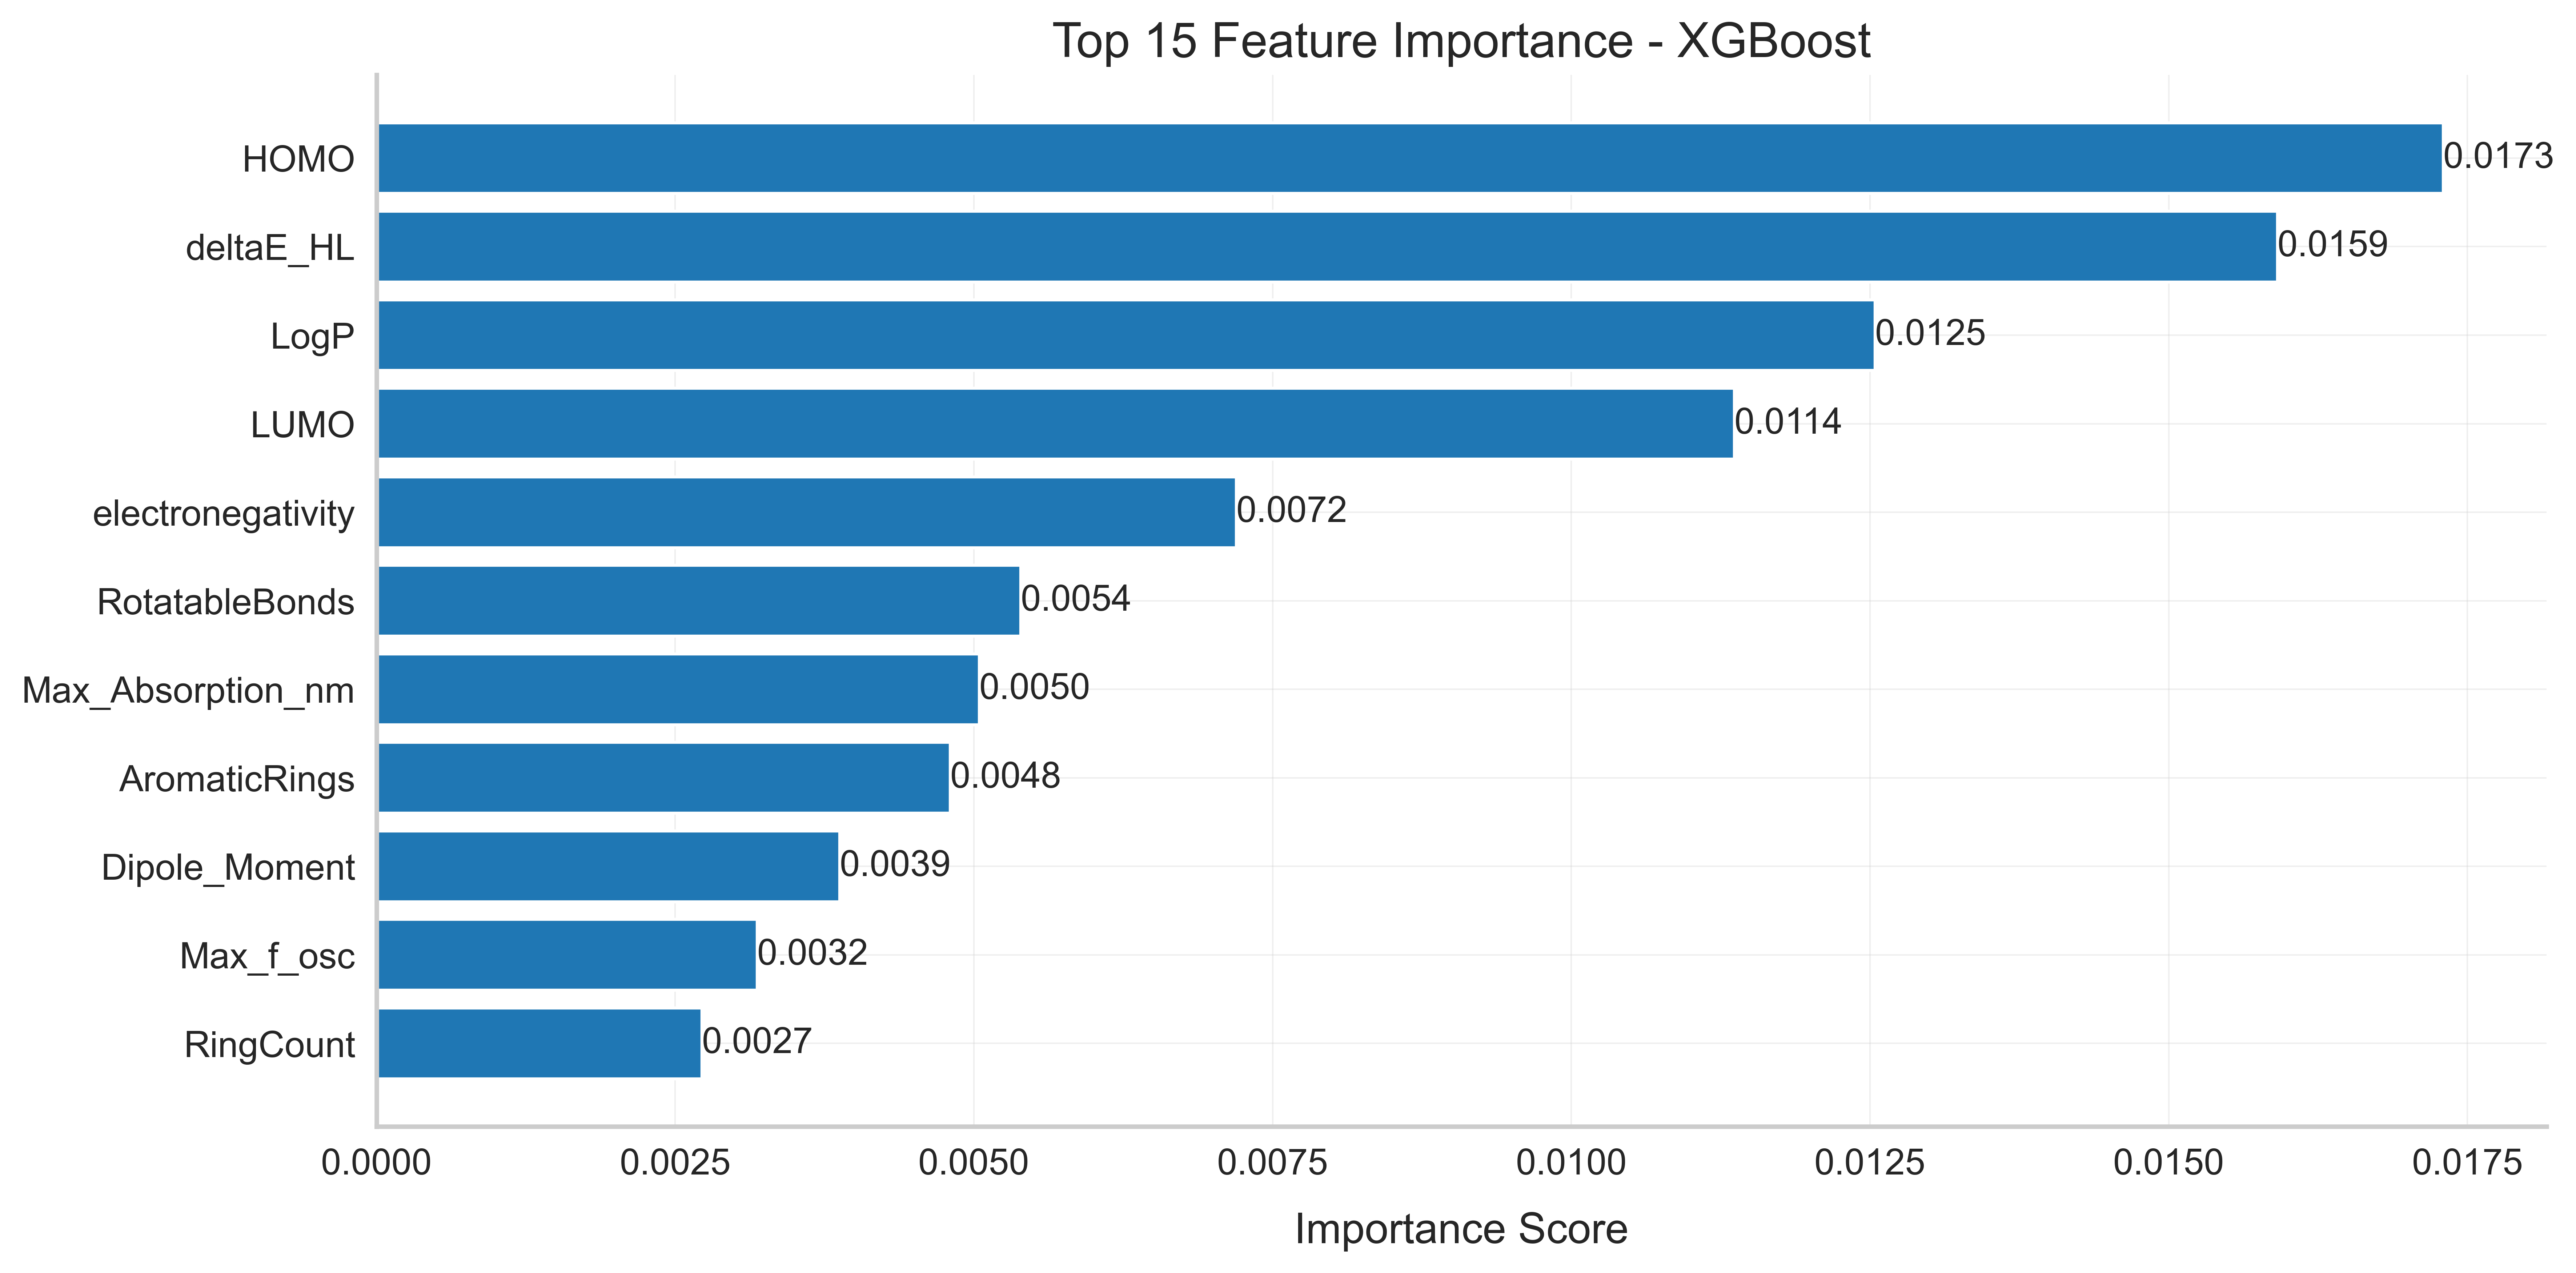 Top 15 Feature Importance - XGBoost
HOMO
0.0173
deltaE_HL
0.0159
LogP
0.0125
LUMO
0.0114
electronegativity
0.0072
RotatableBonds
0.0054
Max_Absorption_nm
0.0050
AromaticRings
0.0048
Dipole_Moment
0.0039
Max_f_osc
0.0032
RingCount
0.0027
0.0000 0.0025 0.0050 0.0075 0.0100 0.0125 0.0150 0.0175
Importance Score